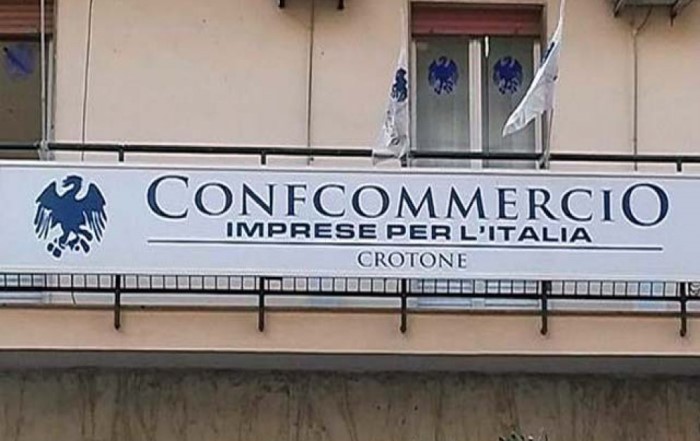 CONFCOMMERCIO
IMPRESE PER L'ITALIA
CROTONE